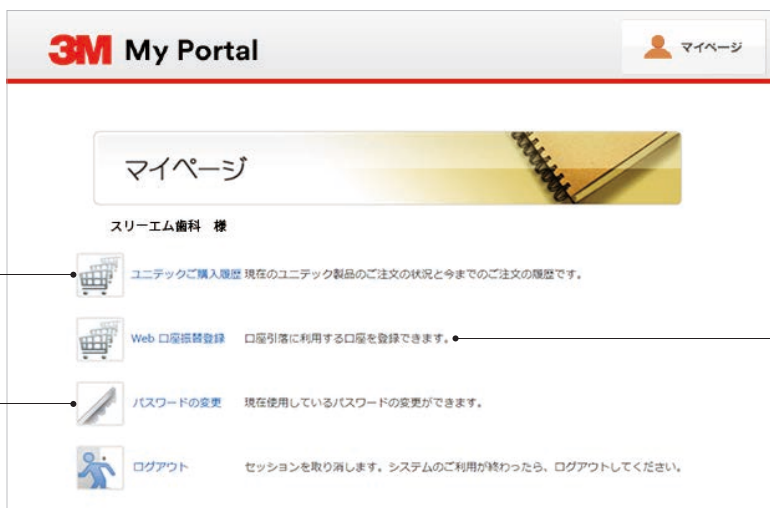 3M My Portal
マイページ
マイページ
スリーエム歯科 様
ユニテックご購入履歴 現在のユニテック製品のご注文の状況と今までのご注文の履歴です。
Web 口座振替登録 口座引落に利用する口座を登録できます。
パスワードの変更 現在使用しているパスワードの変更ができます。
ログアウト セッションを取り消します。システムのご利用が終わったら、ログアウトしてください。